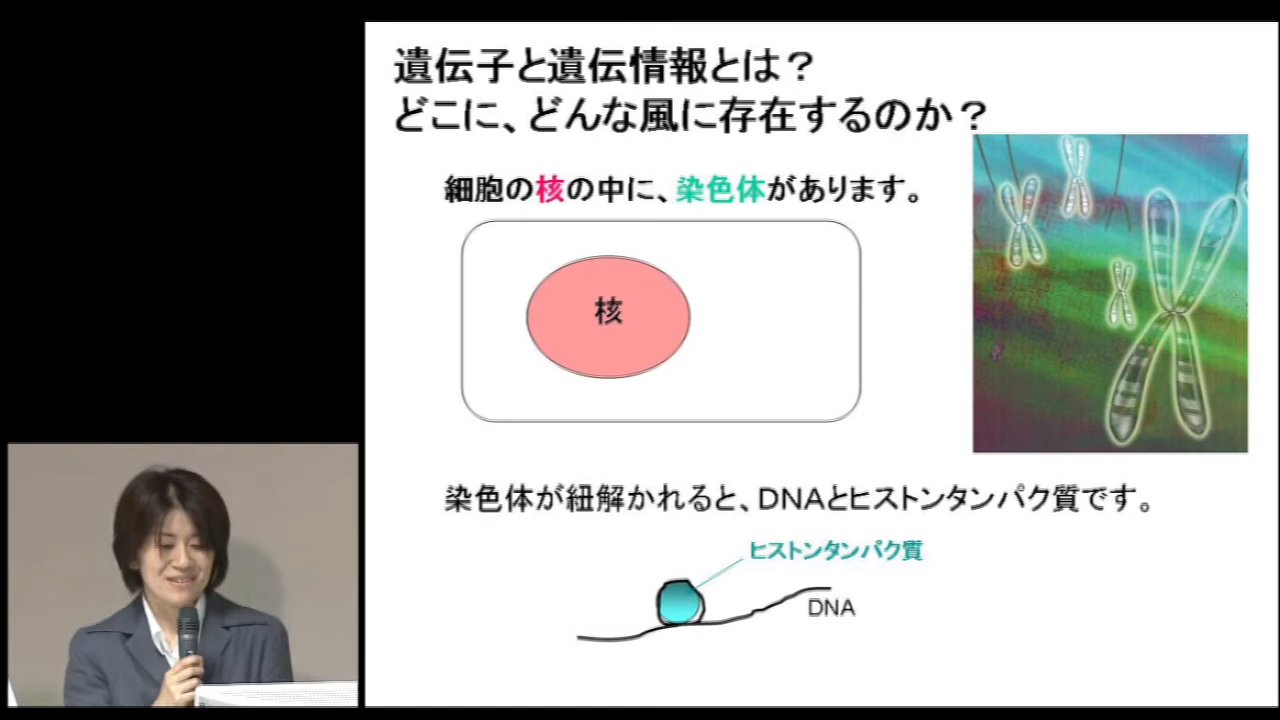 遺伝子と遺伝情報とは？
どこに、どんな風に存在するのか？
細胞の核の中に、染色体があります。
核
染色体が紐解かれると、DNAとヒストンタンパク質です。
ヒストンタンパク質
DNA